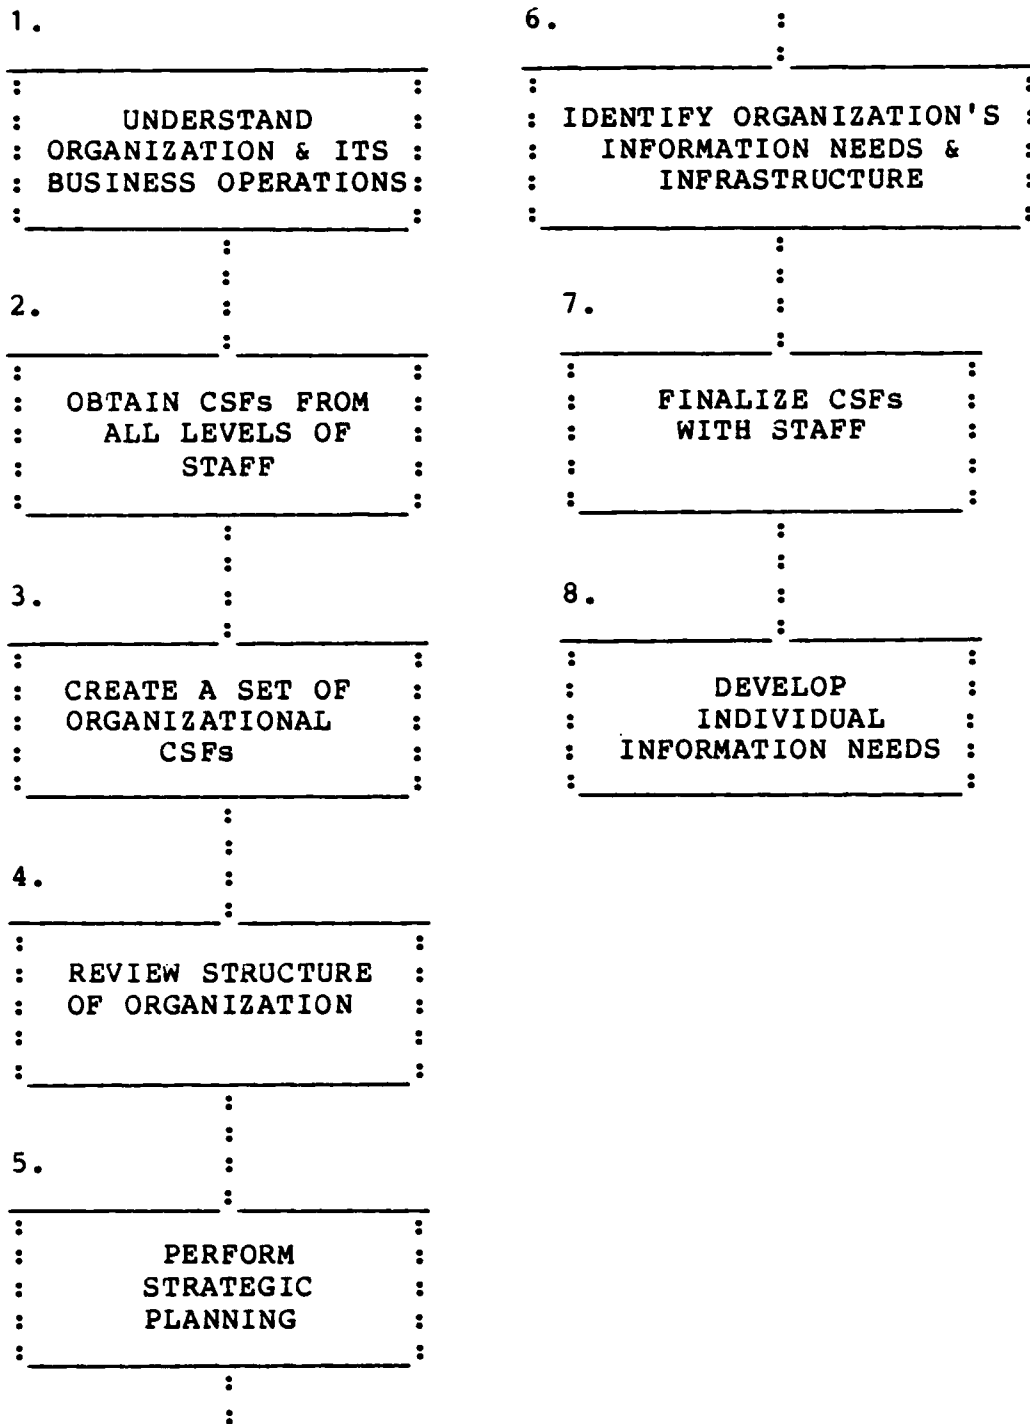 1.
UNDERSTAND
ORGANIZATION & ITS
BUSINESS OPERATIONS
2.
OBTAIN CSFs FROM
ALL LEVELS OF
STAFF
3.
CREATE A SET OF
ORGANIZATIONAL
CSFs
4.
REVIEW STRUCTURE
OF ORGANIZATION
5.
PERFORM
STRATEGIC
PLANNING
6.
IDENTIFY ORGANIZATION'S
INFORMATION NEEDS &
INFRASTRUCTURE
7.
FINALIZE CSFs
WITH STAFF
8.
DEVELOP
INDIVIDUAL
INFORMATION NEEDS